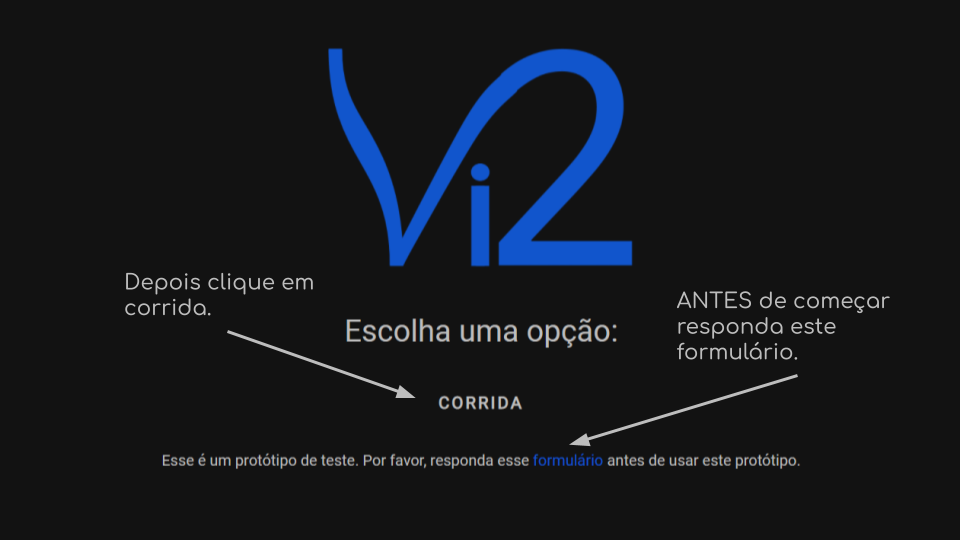 Vi2
Depois clique em
corrida.
ANTES de começar
responda este
formulário.
Escolha uma opção:
CORRIDA
Esse é um protótipo de teste. Por favor, responda esse formulário antes de usar este protótipo.